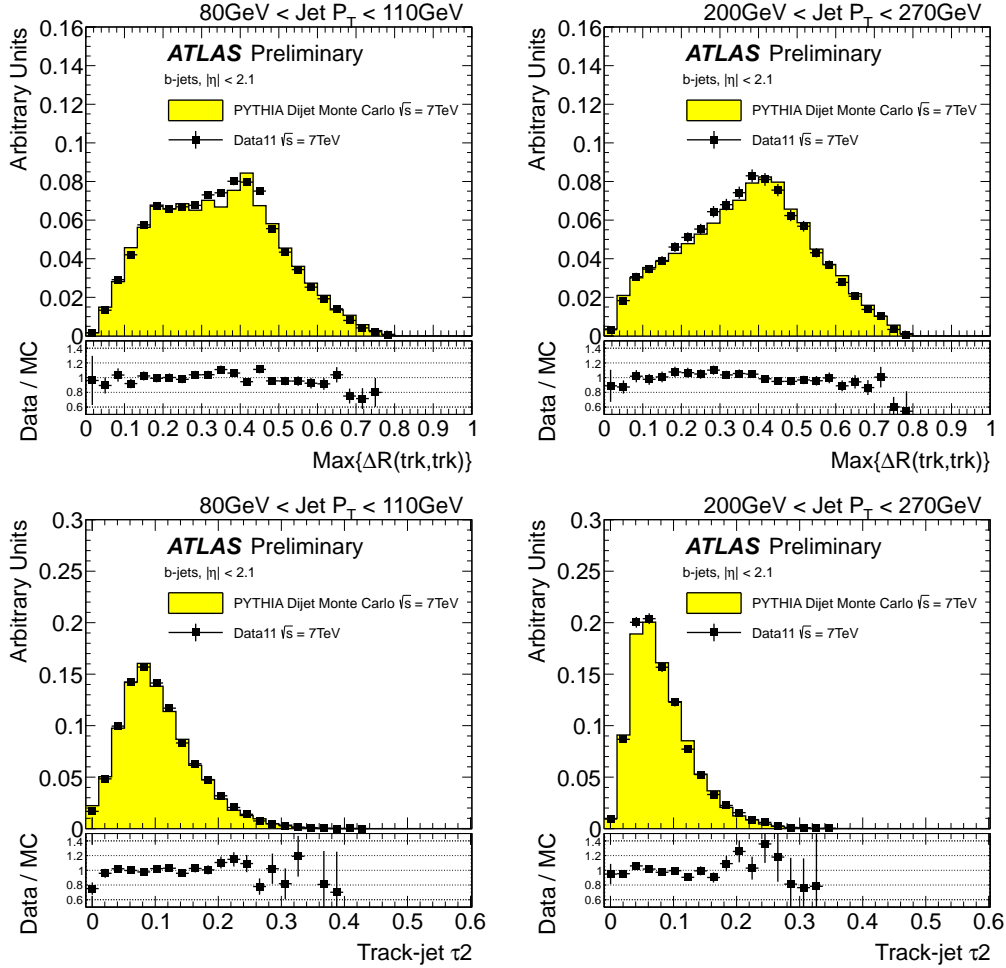 80GeV < Jet P_T < 110GeV
Arbitrary Units
0.16
0.14
0.12
0.1
0.08
0.06
0.04
0.02
0
ATLAS Preliminary
b-jets, |η| < 2.1
PYTHIA Dijet Monte Carlo √s = 7TeV
Data11 √s = 7TeV
Data / MC
1.4
1.2
1
0.8
0.6
0 0.1 0.2 0.3 0.4 0.5 0.6 0.7 0.8 0.9 1
Max{ΔR(trk,trk)}
200GeV < Jet P_T < 270GeV
Arbitrary Units
0.16
0.14
0.12
0.1
0.08
0.06
0.04
0.02
0
ATLAS Preliminary
b-jets, |η| < 2.1
PYTHIA Dijet Monte Carlo √s = 7TeV
Data11 √s = 7TeV
Data / MC
1.4
1.2
1
0.8
0.6
0 0.1 0.2 0.3 0.4 0.5 0.6 0.7 0.8 0.9 1
Max{ΔR(trk,trk)}
80GeV < Jet P_T < 110GeV
Arbitrary Units
0.3
0.25
0.2
0.15
0.1
0.05
0
ATLAS Preliminary
b-jets, |η| < 2.1
PYTHIA Dijet Monte Carlo √s = 7TeV
Data11 √s = 7TeV
Data / MC
1.4
1.2
1
0.8
0.6
0 0.1 0.2 0.3 0.4 0.5 0.6
Track-jet τ2
200GeV < Jet P_T < 270GeV
Arbitrary Units
0.3
0.25
0.2
0.15
0.1
0.05
0
ATLAS Preliminary
b-jets, |η| < 2.1
PYTHIA Dijet Monte Carlo √s = 7TeV
Data11 √s = 7TeV
Data / MC
1.4
1.2
1
0.8
0.6
0 0.1 0.2 0.3 0.4 0.5 0.6
Track-jet τ2